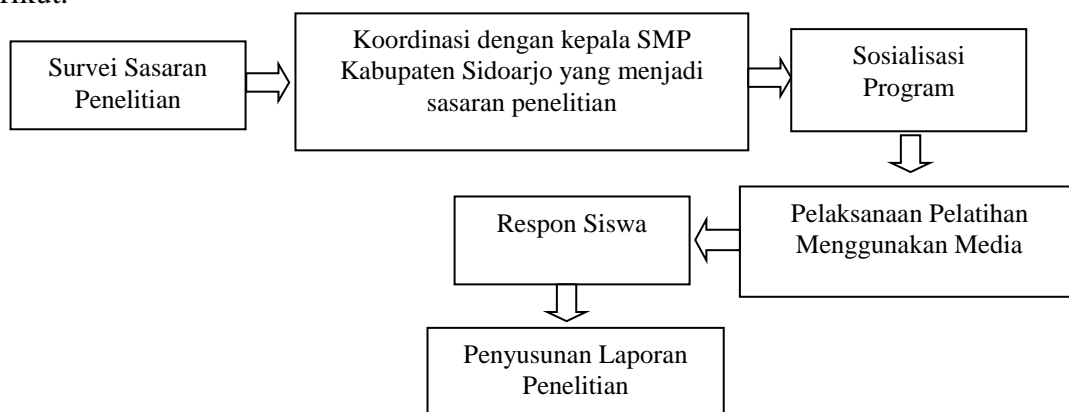 Survei Sasaran
Penelitian
Koordinasi dengan kepala SMP
Kabupaten Sidoarjo yang menjadi
sasaran penelitian
Sosialisasi
Program
Pelaksanaan Pelatihan
Menggunakan Media
Respon Siswa
Penyusunan Laporan
Penelitian